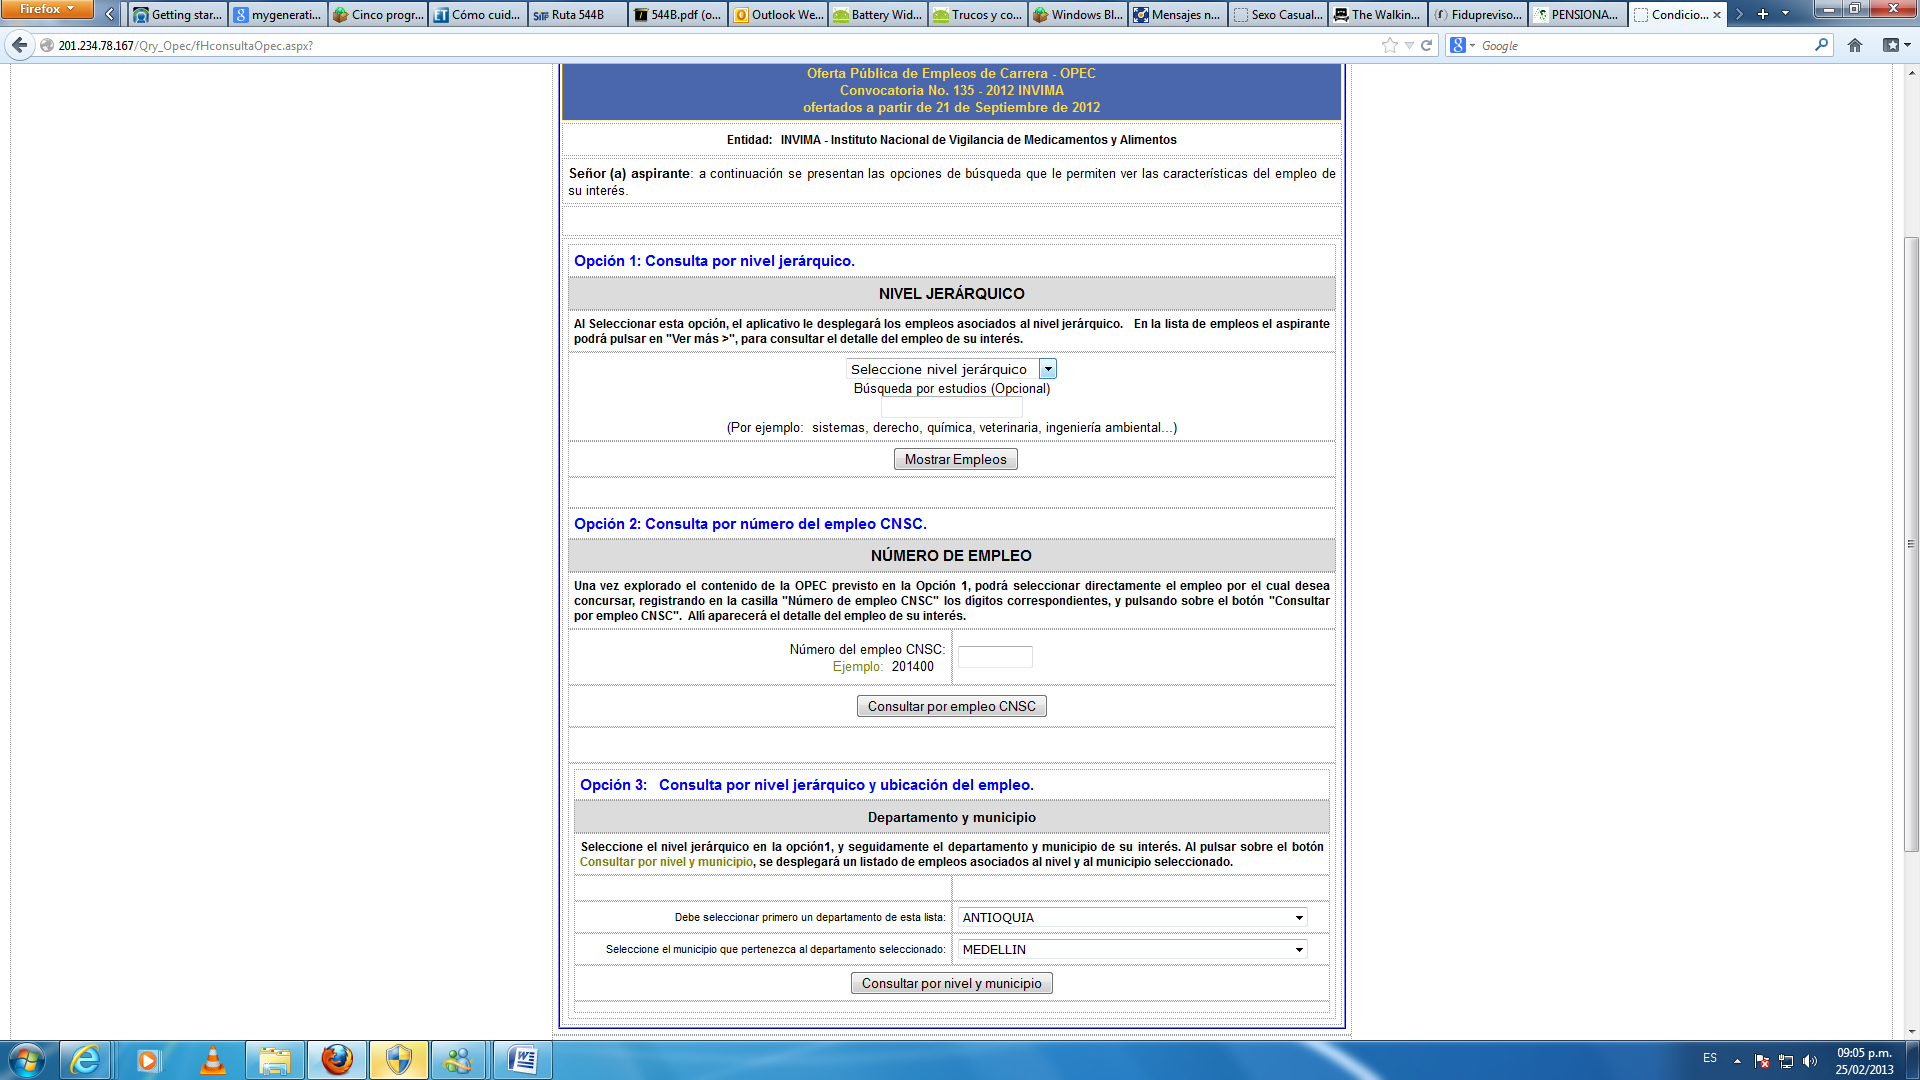 Firefox
Getting star...
mygenerati...
Cinco progr...
Cómo cuid...
Ruta 544B
544B.pdf (o...
Outlook We...
Battery Wid...
Trucos y co...
Windows Bl...
Mensajes n...
Sexo Casual...
The Walkin...
Fiduprevisо...
PENSIONA...
Condicio...
201.234.78.167/Qry_Opec/fHconsultaOpec.aspx?
Google
Oferta Pública de Empleos de Carrera - OPEC
Convocatoria No. 135 - 2012 INVIMA
ofertados a partir de 21 de Septiembre de 2012
Entidad: INVIMA - Instituto Nacional de Vigilancia de Medicamentos y Alimentos
Señor (a) aspirante: a continuación se presentan las opciones de búsqueda que le permiten ver las características del empleo de
su interés.
Opción 1: Consulta por nivel jerárquico.
NIVEL JERÁRQUICO
Al Seleccionar esta opción, el aplicativo le desplegará los empleos asociados al nivel jerárquico. En la lista de empleos el aspirante
podrá pulsar en "Ver más >", para consultar el detalle del empleo de su interés.
Seleccione nivel jerárquico
Búsqueda por estudios (Opcional)
(Por ejemplo: sistemas, derecho, química, veterinaria, ingeniería ambiental...)
Mostrar Empleos
Opción 2: Consulta por número del empleo CNSC.
NÚMERO DE EMPLEO
Una vez explorado el contenido de la OPEC previsto en la Opción 1, podrá seleccionar directamente el empleo por el cual desea
concursar, registrando en la casilla "Número de empleo CNSC" los dígitos correspondientes, y pulsando sobre el botón "Consultar
por empleo CNSC". Allí aparecerá el detalle del empleo de su interés.
Número del empleo CNSC:
Ejemplo: 201400
Consultar por empleo CNSC
Opción 3: Consulta por nivel jerárquico y ubicación del empleo.
Departamento y municipio
Seleccione el nivel jerárquico en la opción1, y seguidamente el departamento y municipio de su interés. Al pulsar sobre el botón
Consultar por nivel y municipio, se desplegará un listado de empleos asociados al nivel y al municipio seleccionado.
Debe seleccionar primero un departamento de esta lista: ANTIOQUIA
Seleccione el municipio que pertenezca al departamento seleccionado: MEDELLIN
Consultar por nivel y municipio
ES
09:05 p.m.
25/02/2013